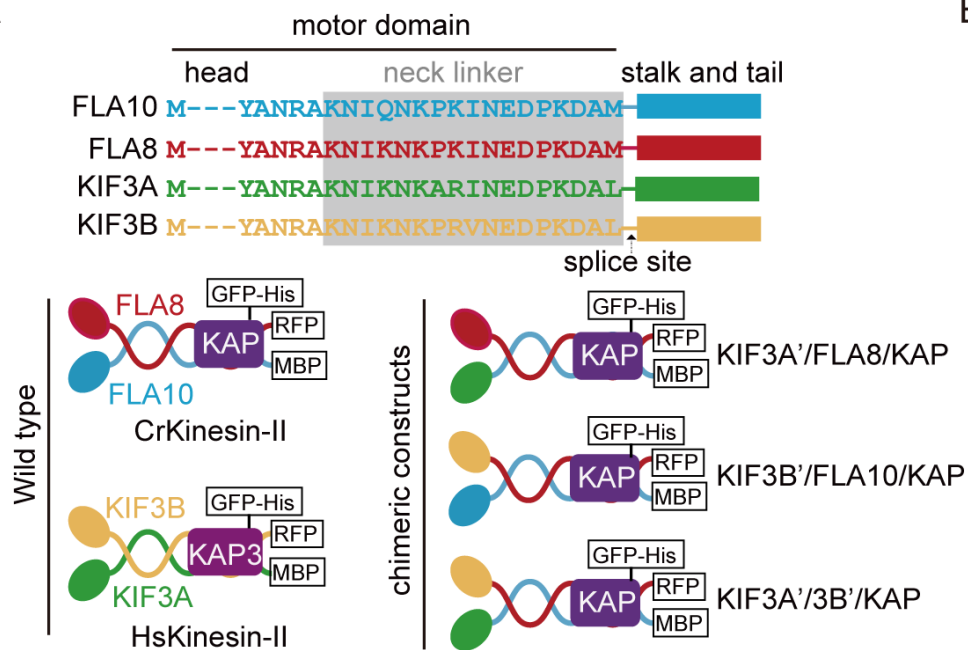 E
motor domain
head neck linker stalk and tail
FLA10 M---YANRAKNIQNKPKINEDPKDAM
FLA8 M---YANRAKNIKNKPKINEDPKDAM
KIF3A M---YANRAKNIKNKARINEDPKDAL
KIF3B M---YANRAKNIKNKPRVNEDPKDAL
splice site
Wild type
FLA8
GFP-His
KAP
RFP
MBP
FLA10
CrKinesin-II
KIF3B
GFP-His
KAP3
RFP
MBP
KIF3A
HsKinesin-II
chimeric constructs
GFP-His
KAP
RFP
MBP
KIF3A’/FLA8/KAP
GFP-His
KAP
RFP
MBP
KIF3B’/FLA10/KAP
GFP-His
KAP
RFP
MBP
KIF3A’/3B’/KAP